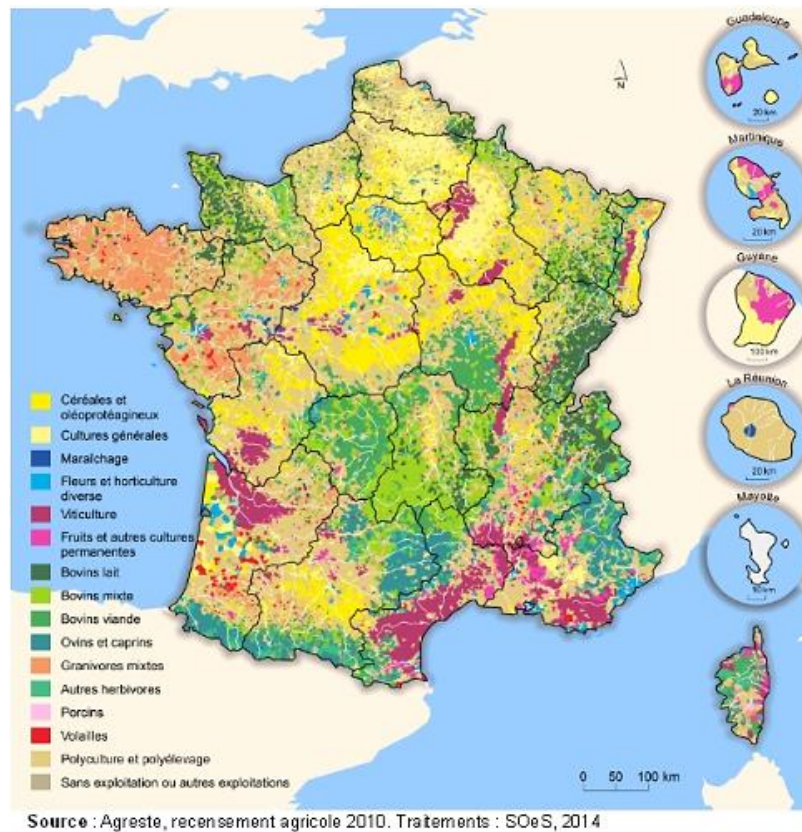 Guadeloupe
20 km
Martinique
20 km
Guyane
100 km
La Réunion
20 km
Mayotte
10 km
N
Céréales et
oléoprotéagineux
Cultures générales
Maraîchage
Fleurs et horticulture
diverse
Viticulture
Fruits et autres cultures
permanentes
Bovins lait
Bovins mixte
Bovins viande
Ovins et caprins
Granivores mixtes
Autres herbivores
Porcins
Volailles
Polyculture et polyélevage
Sans exploitation ou autres exploitations
0 50 100 km
Source : Agreste, recensement agricole 2010. Traitements : SOeS, 2014